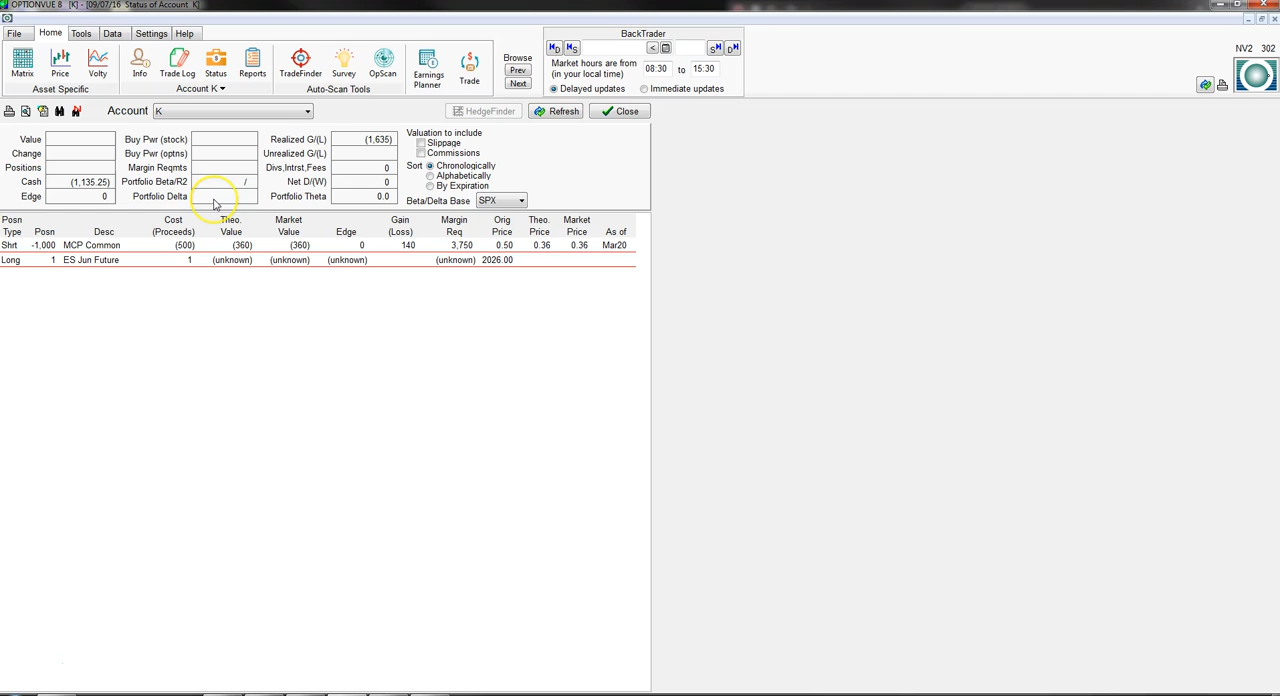 OPTIONVUE 8 [K] - [09/07/16 Status of Account K]
File Home Tools Data Settings Help
BackTrader
Matrix Price Volty
Asset Specific
Info Trade Log Status Reports
Account K
TradeFinder Survey OpScan
Auto-Scan Tools
Earnings
Planner
Trade
Browse
Prev
Next
D S < S D
Market hours are from
(in your local time) 08:30 to 15:30
Delayed updates Immediate updates
NV2 302
Account K HedgeFinder Refresh Close
Value Buy Pwr (stock) Realized G/(L) (1,635)
Change Buy Pwr (optns) Unrealized G/(L)
Positions Margin Reqmts Divs,Intrst,Fees 0
Cash (1,135.25) Portfolio Beta/R2 / Net D/(W) 0
Edge 0 Portfolio Delta Portfolio Theta 0.0
Valuation to include
Slippage
Commissions
Sort Chronologically
Alphabetically
By Expiration
Beta/Delta Base SPX
Posn Cost Theo. Market Gain Margin Orig Theo. Market
Type Posn Desc (Proceeds) Value Value Edge (Loss) Req Price Price Price As of
Shrt -1,000 MCP Common (500) (360) (360) 0 140 3,750 0.50 0.36 0.36 Mar20
Long 1 ES Jun Future 1 (unknown) (unknown) (unknown) (unknown) 2026.00